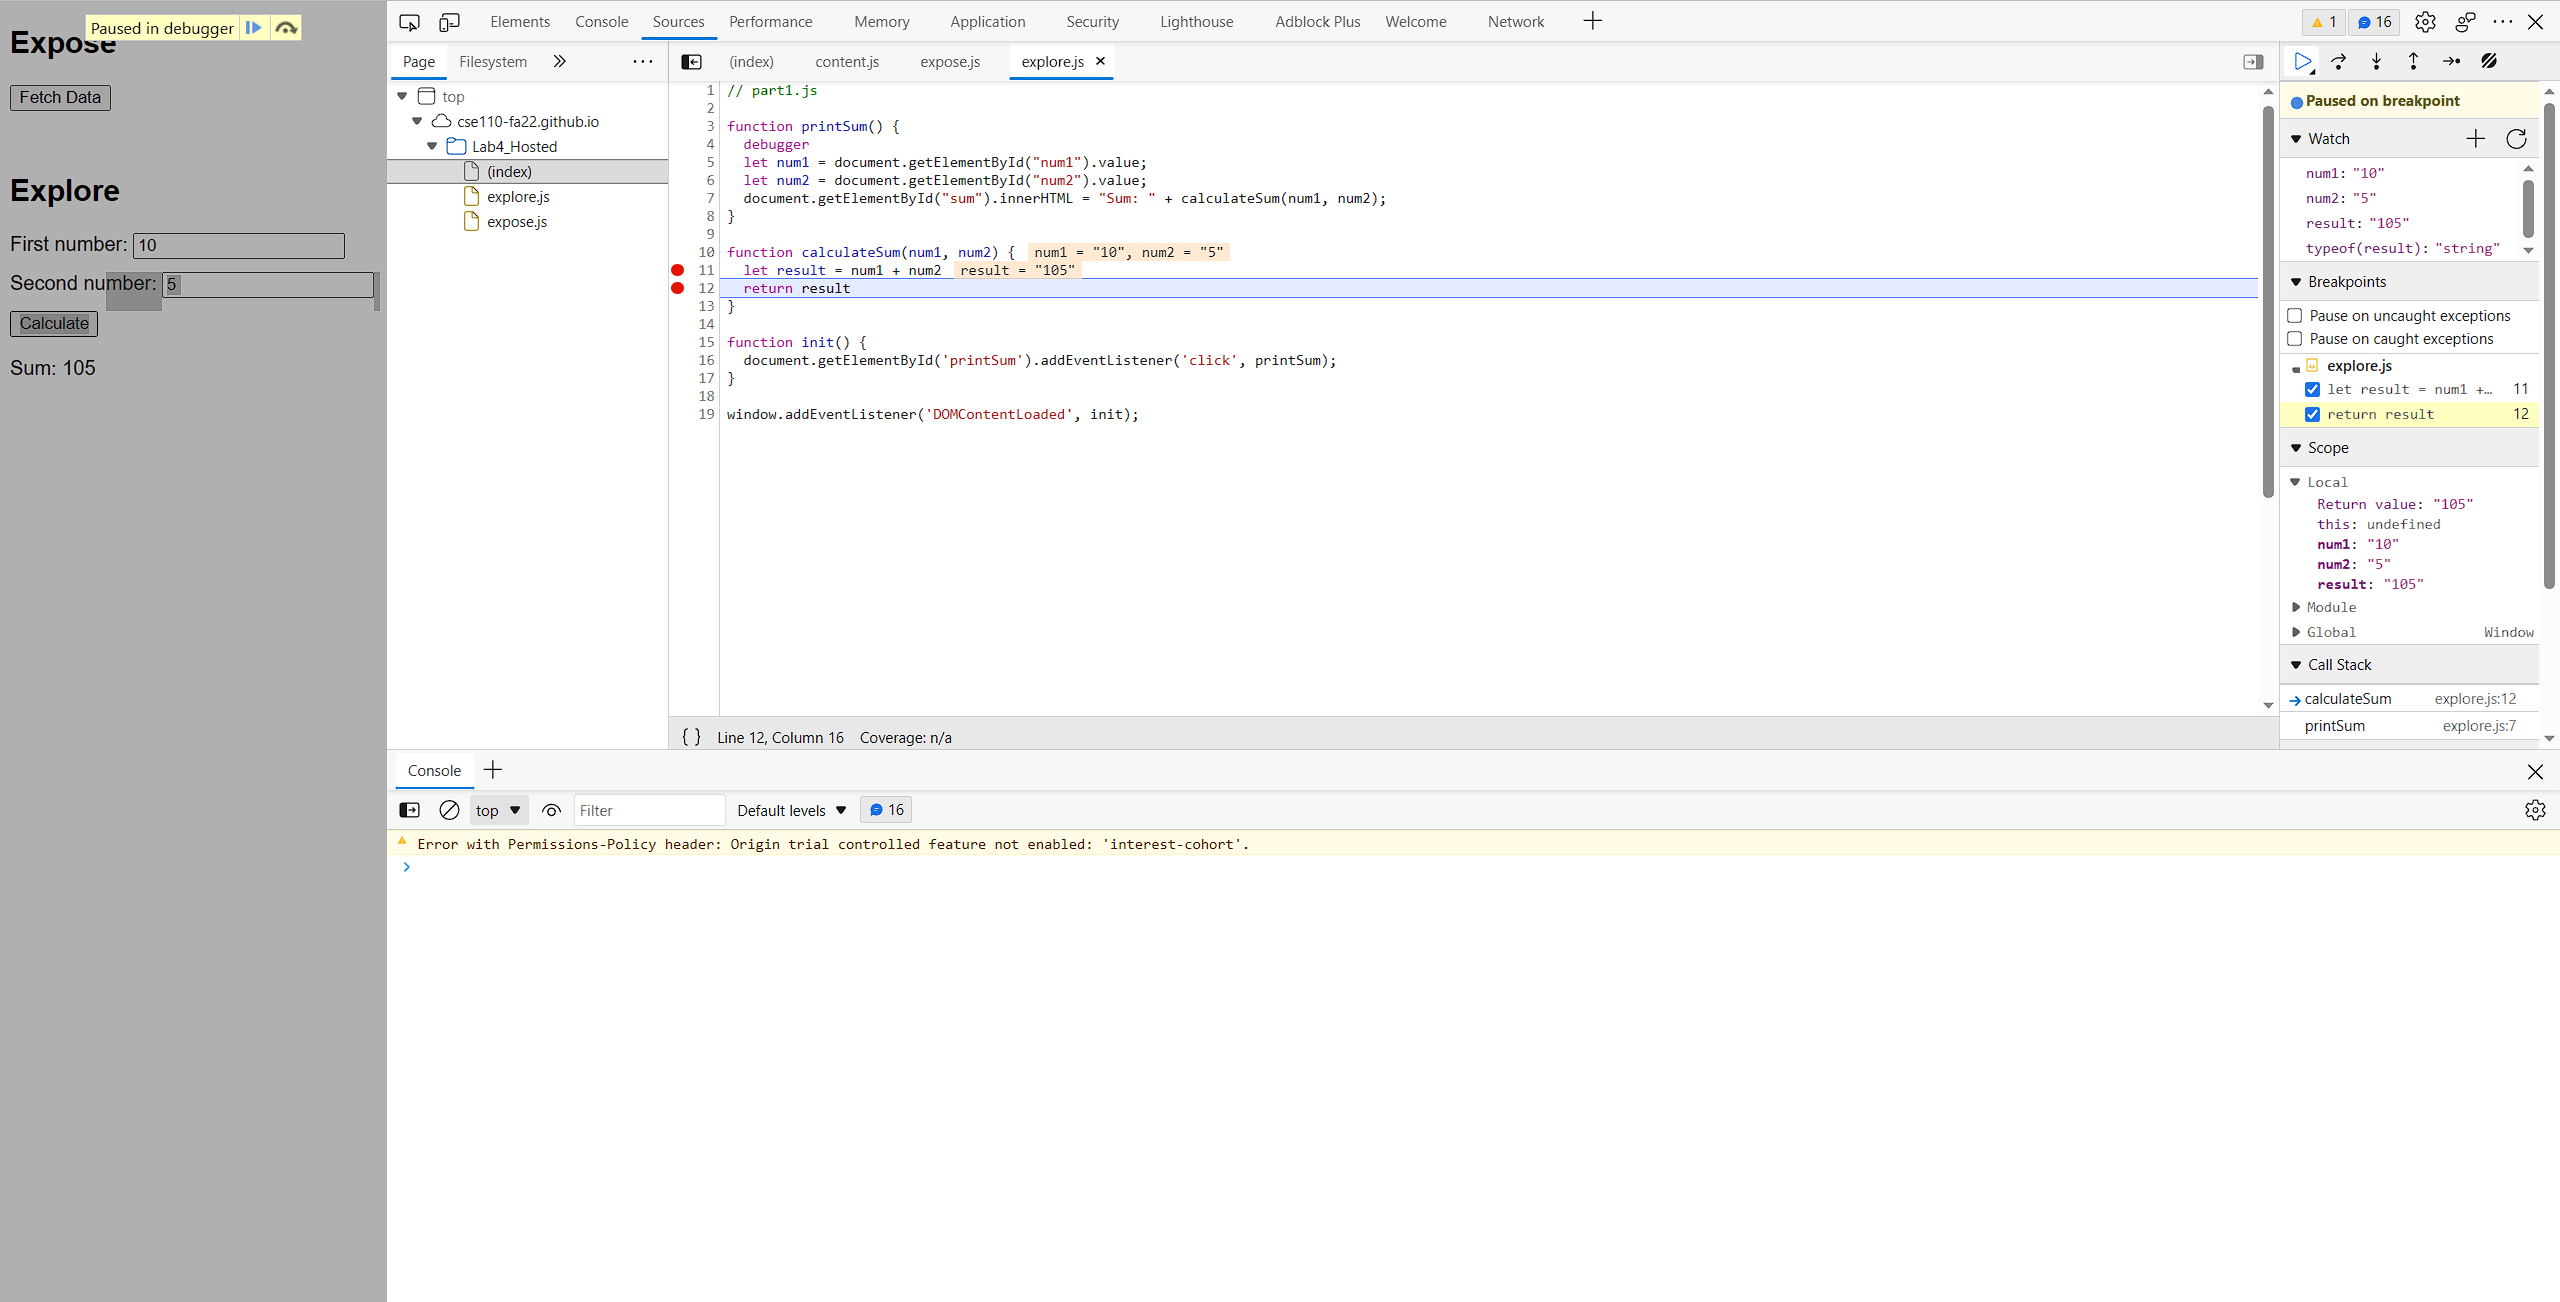 Expose
Paused in debugger
Fetch Data
Explore
First number: 10
Second number: 5
Calculate
Sum: 105
Elements Console Sources Performance Memory Application Security Lighthouse Adblock Plus Welcome Network
1 16
Page Filesystem
top
cse110-fa22.github.io
Lab4_Hosted
(index)
explore.js
expose.js
(index) content.js expose.js explore.js
1 // part1.js
2
3 function printSum() {
4 debugger
5 let num1 = document.getElementById("num1").value;
6 let num2 = document.getElementById("num2").value;
7 document.getElementById("sum").innerHTML = "Sum: " + calculateSum(num1, num2);
8 }
9
10 function calculateSum(num1, num2) { num1 = "10", num2 = "5"
11 let result = num1 + num2 result = "105"
12 return result
13 }
14
15 function init() {
16 document.getElementById('printSum').addEventListener('click', printSum);
17 }
18
19 window.addEventListener('DOMContentLoaded', init);
{ } Line 12, Column 16 Coverage: n/a
Paused on breakpoint
Watch
num1: "10"
num2: "5"
result: "105"
typeof(result): "string"
Breakpoints
Pause on uncaught exceptions
Pause on caught exceptions
explore.js
let result = num1 +… 11
return result 12
Scope
Local
Return value: "105"
this: undefined
num1: "10"
num2: "5"
result: "105"
Module
Global Window
Call Stack
calculateSum explore.js:12
printSum explore.js:7
Console
top Filter Default levels 16
Error with Permissions-Policy header: Origin trial controlled feature not enabled: 'interest-cohort'.